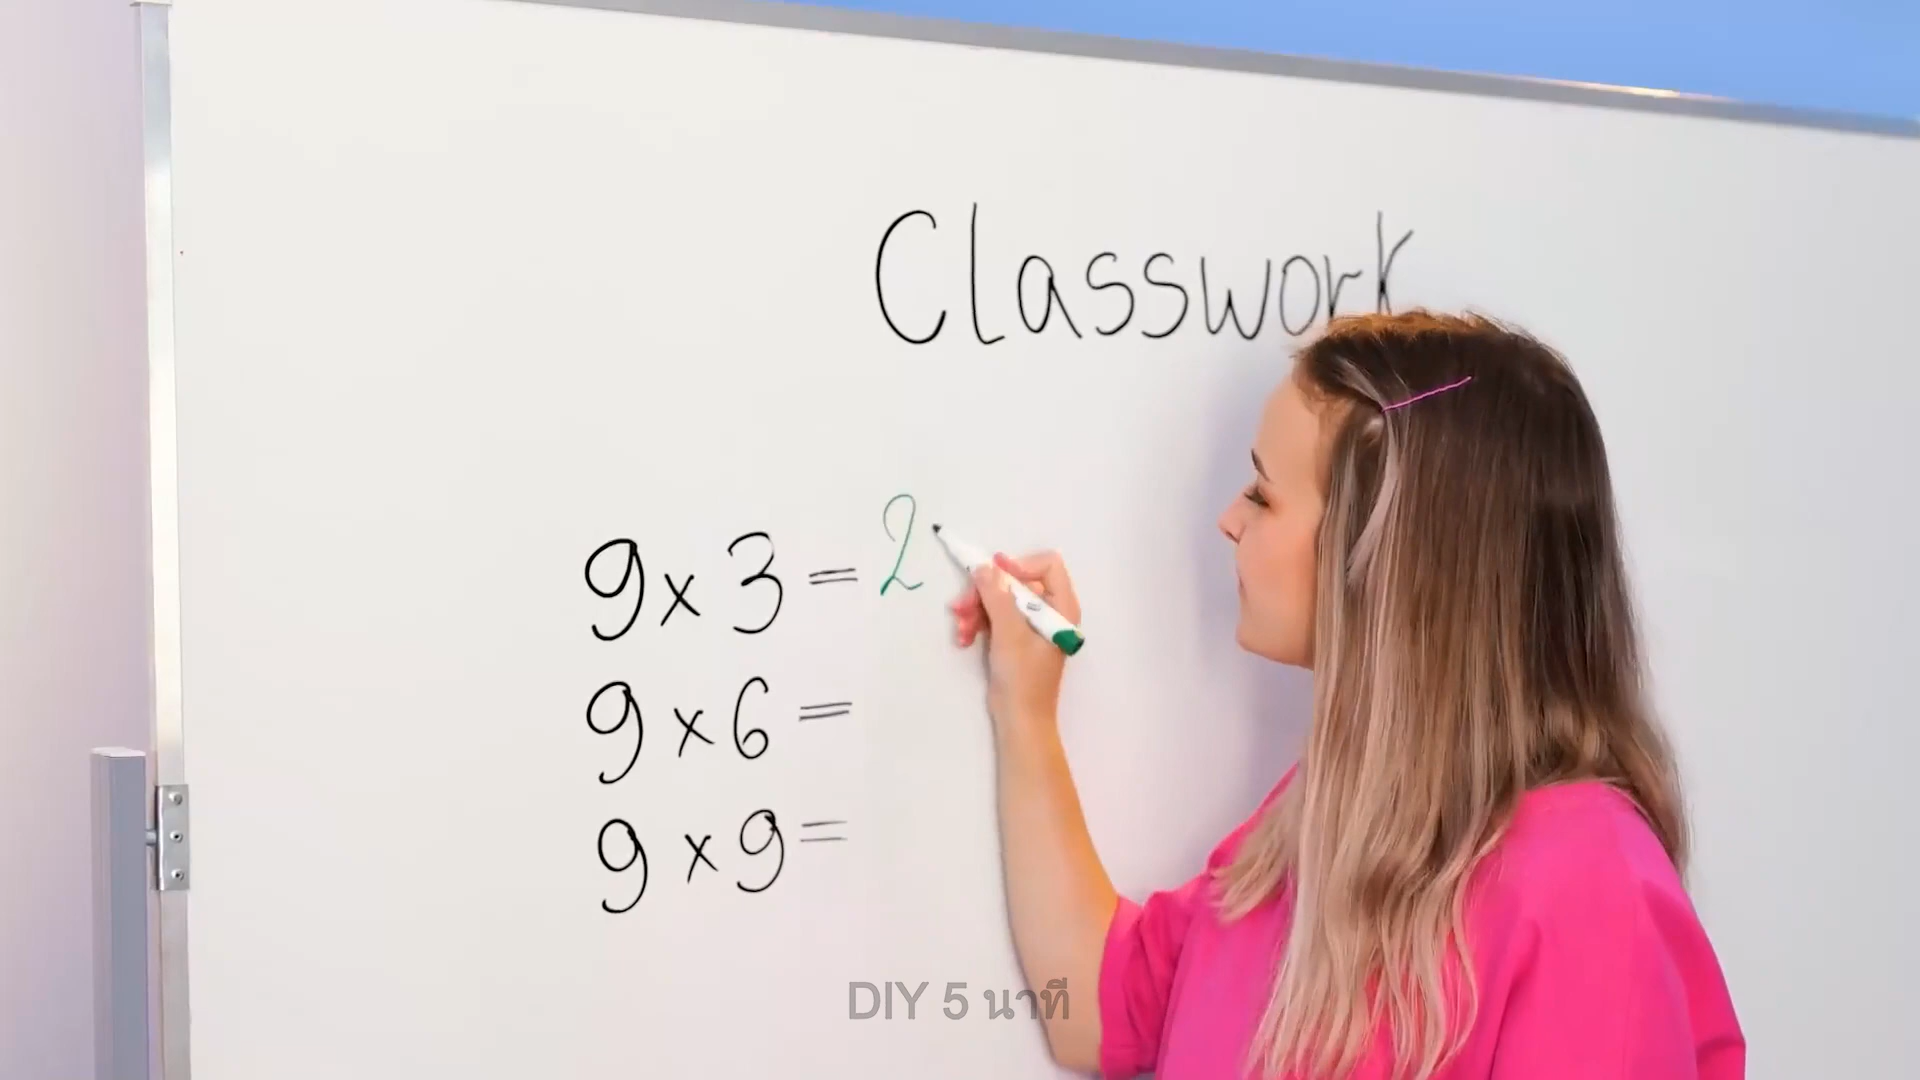 Classwork
9 x 3 = 2
9 x 6 =
9 x 9 =
DIY 5 นาที